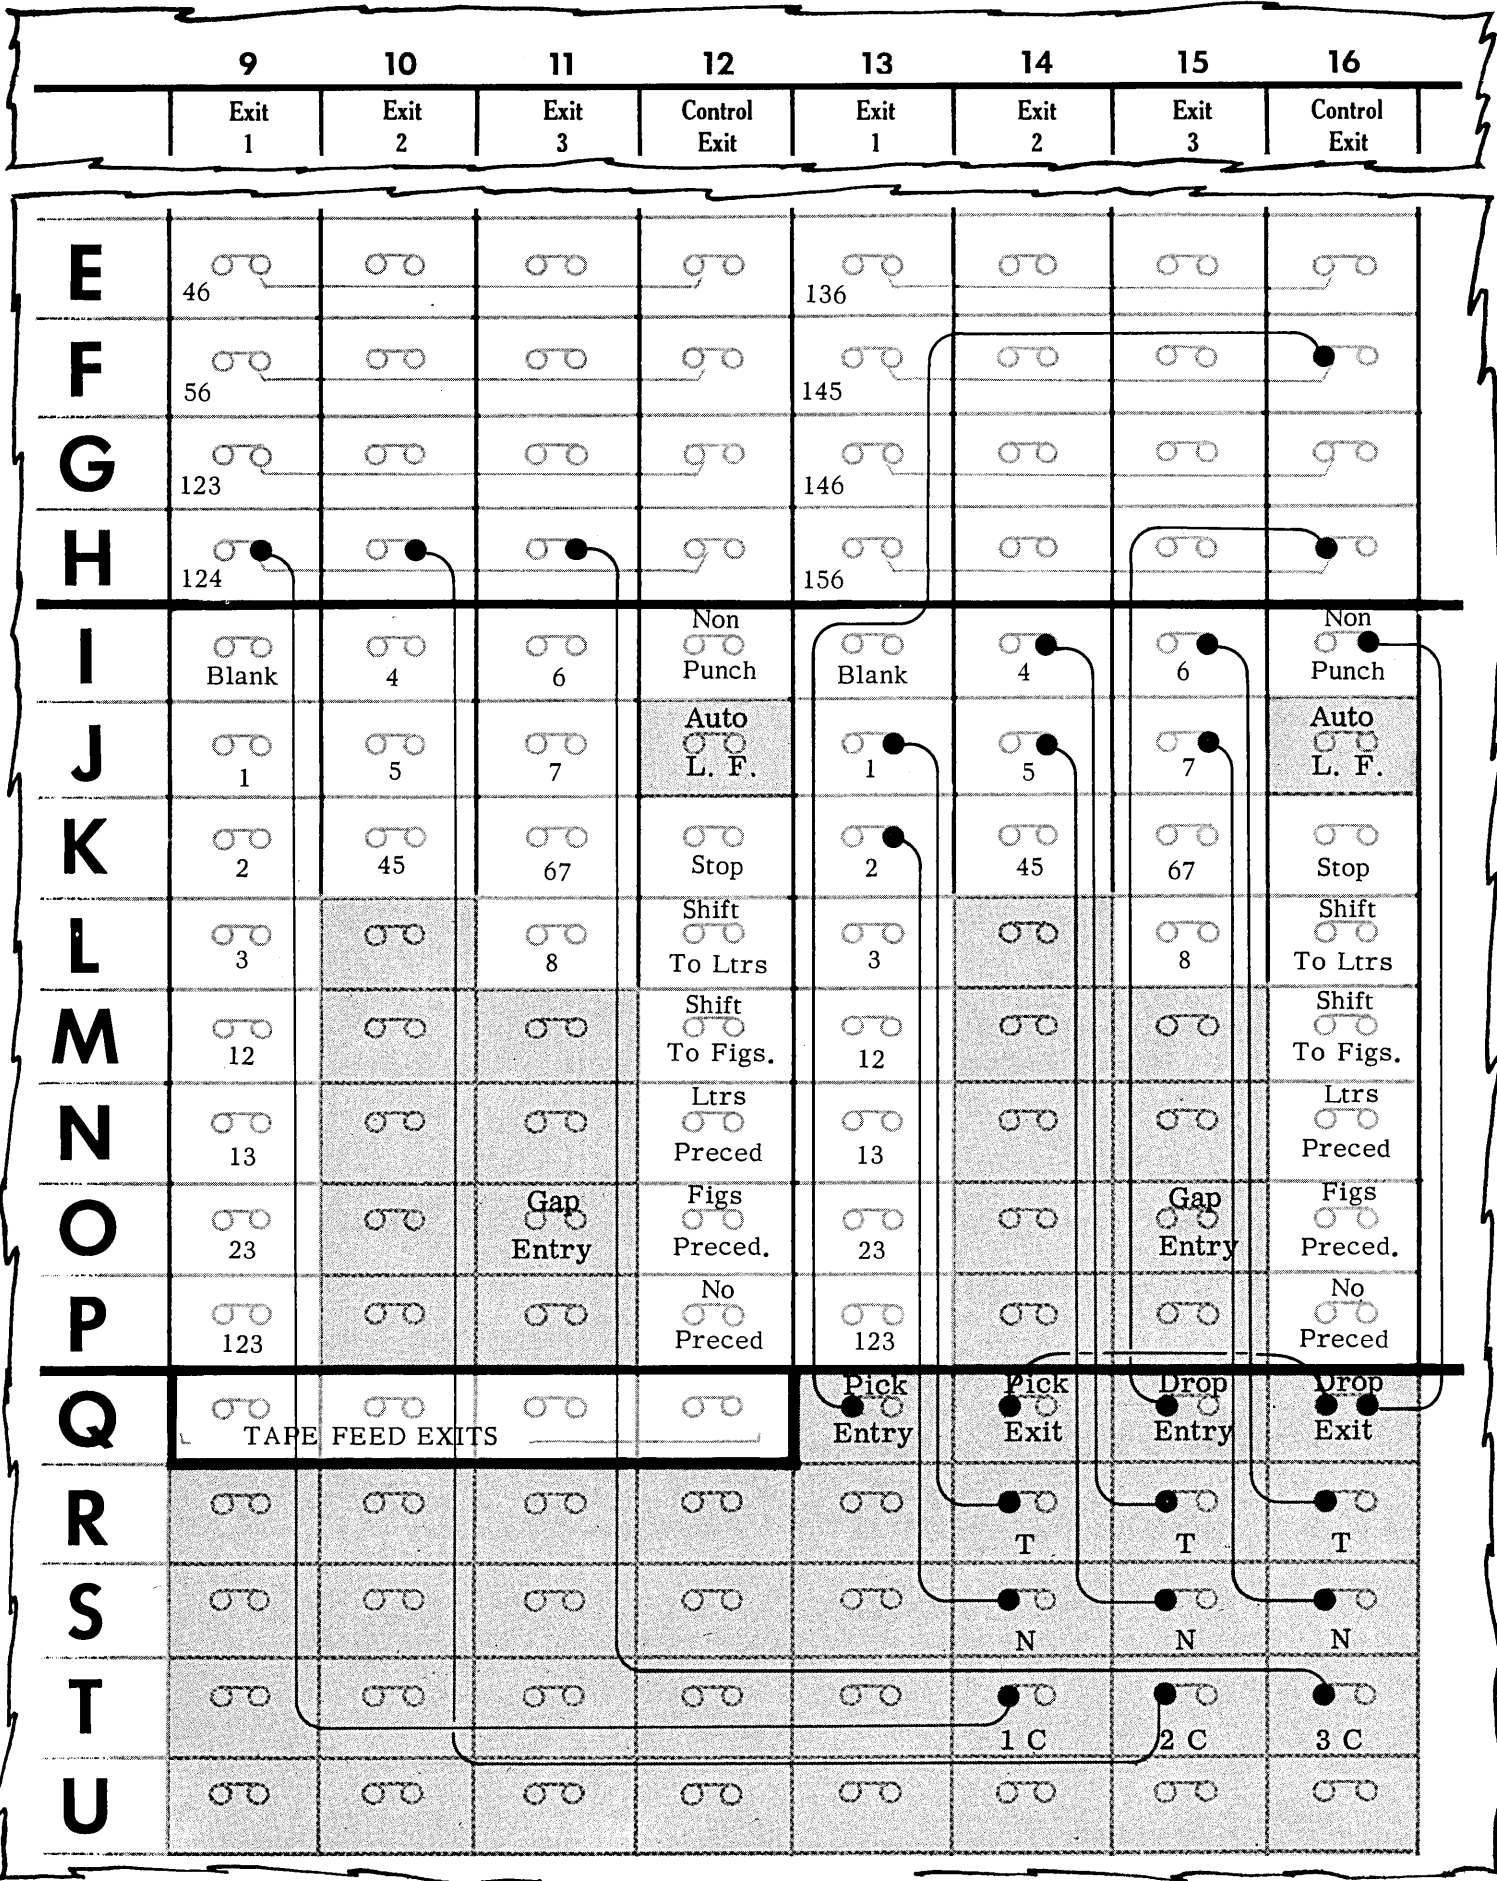 9 10 11 12 13 14 15 16
Exit Exit Exit Control Exit Exit Exit Control
1 2 3 Exit 1 2 3 Exit
E
46 136
F
56 145
G
123 146
H
124 156
Non Non
I
Blank 4 6 Punch Blank 4 6 Punch
Auto Auto
J
1 5 7 L. F. 1 5 7 L. F.
K
2 45 67 Stop 2 45 67 Stop
Shift Shift
L
3 8 To Ltrs 3 8 To Ltrs
Shift Shift
M
12 To Figs. 12 To Figs.
Ltrs Ltrs
N
13 Preced 13 Preced
Gap Figs Gap Figs
O
23 Entry Preced. 23 Entry Preced.
No No
P
123 Preced 123 Preced
Pick Pick Drop Drop
Q
TAPE FEED EXITS Entry Exit Entry Exit
R
T T T
S
N N N
T
1 C 2 C 3 C
U